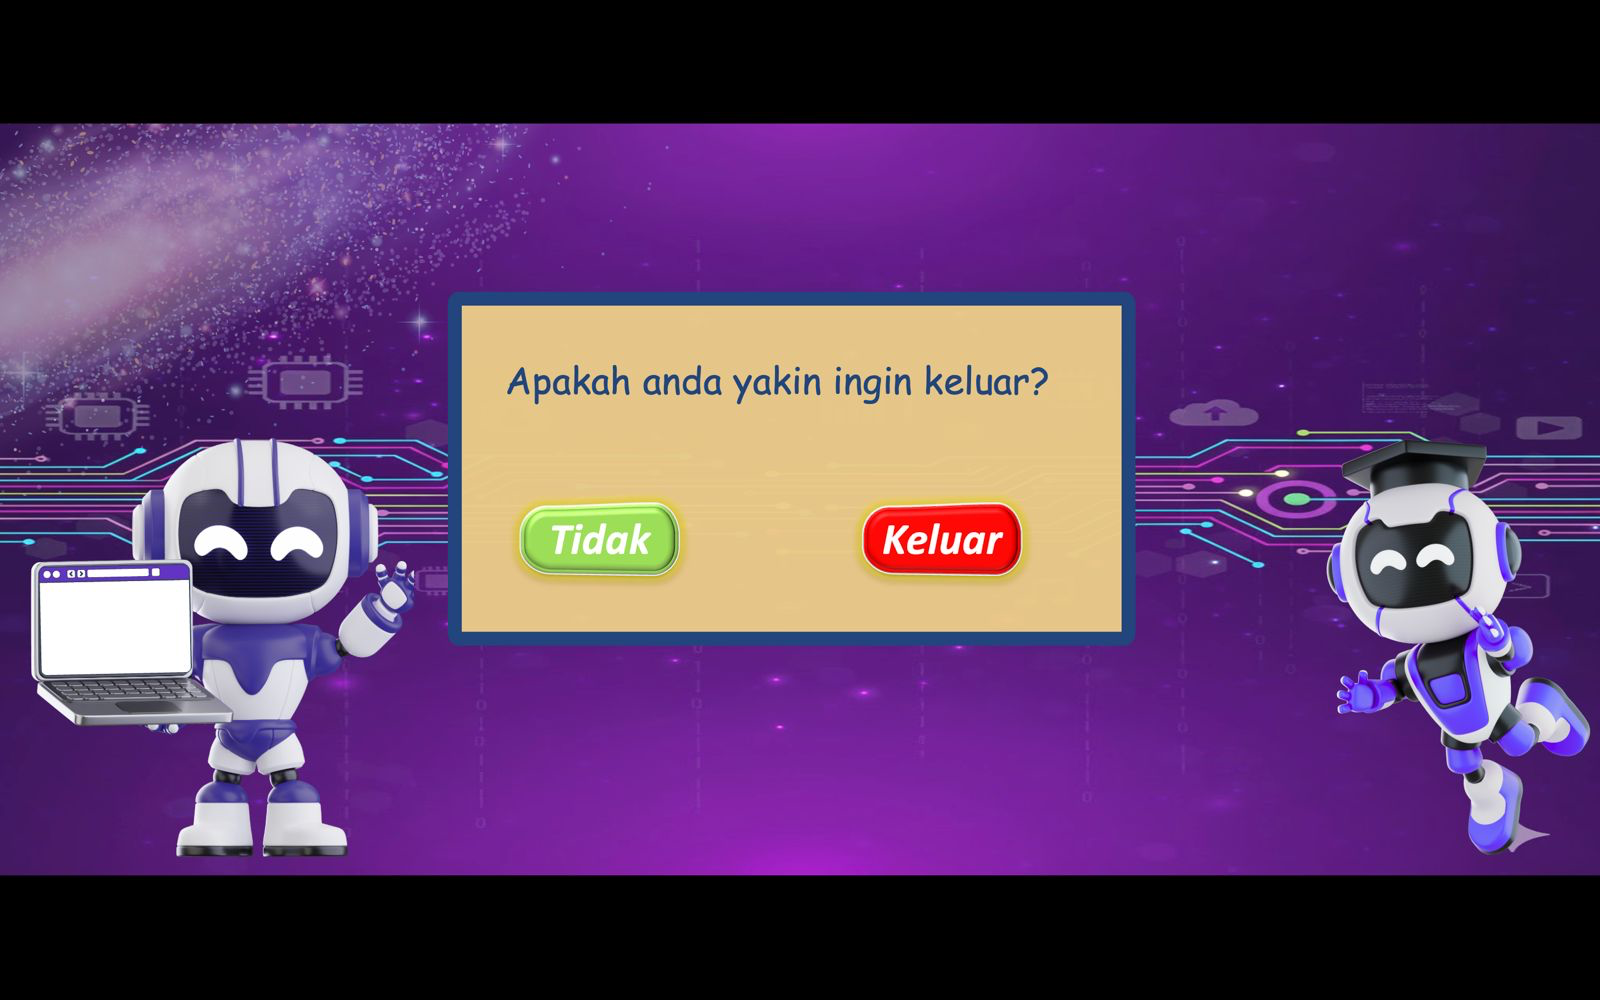 Apakah anda yakin ingin keluar?
Tidak
Keluar